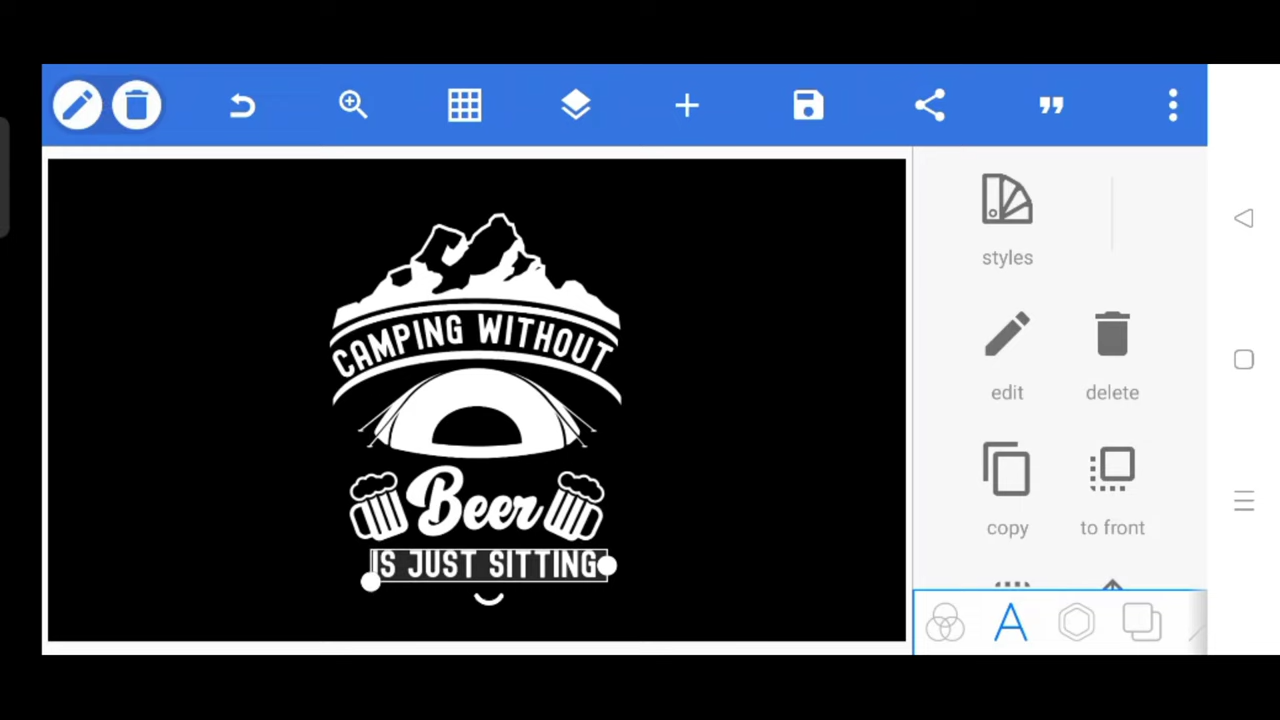 CAMPING WITHOUT
Beer
IS JUST SITTING
styles
edit
delete
copy
to front